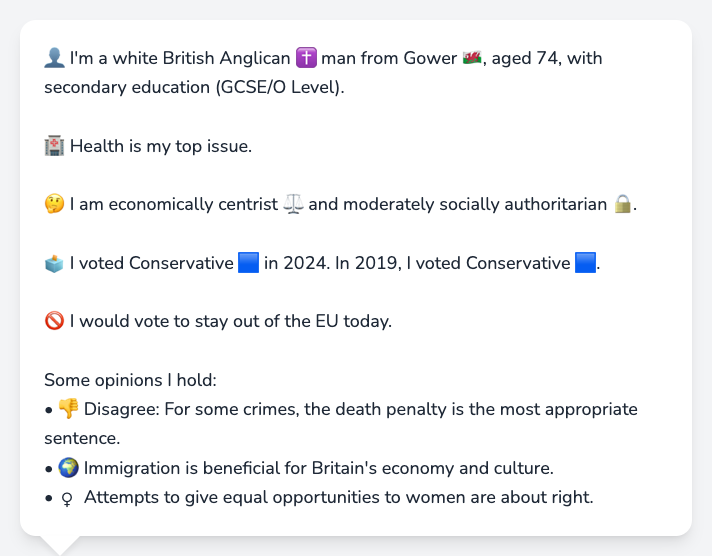 👤 I'm a white British Anglican ✝️ man from Gower 🏴󠁧󠁢󠁷󠁬󠁳󠁿, aged 74, with
secondary education (GCSE/O Level).
🏥 Health is my top issue.
🤔 I am economically centrist ⚖️ and moderately socially authoritarian 🔒.
🗳️ I voted Conservative 🟦 in 2024. In 2019, I voted Conservative 🟦.
🚫 I would vote to stay out of the EU today.
Some opinions I hold:
• 👎 Disagree: For some crimes, the death penalty is the most appropriate
sentence.
• 🌍 Immigration is beneficial for Britain's economy and culture.
• ♀ Attempts to give equal opportunities to women are about right.